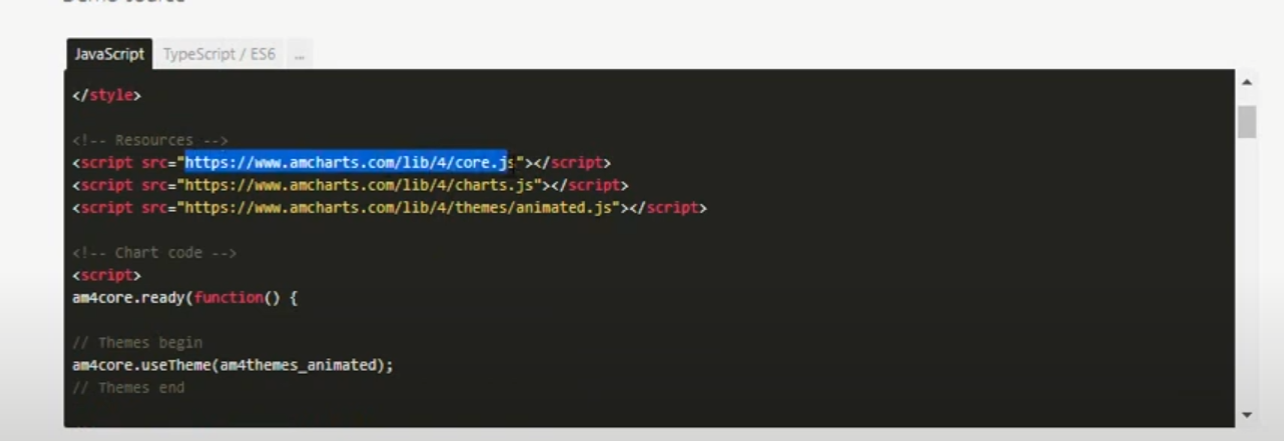 JavaScript TypeScript / ES6 ...
</style>
<!-- Resources -->
<script src="https://www.amcharts.com/lib/4/core.js"></script>
<script src="https://www.amcharts.com/lib/4/charts.js"></script>
<script src="https://www.amcharts.com/lib/4/themes/animated.js"></script>
<!-- Chart code -->
<script>
am4core.ready(function() {
// Themes begin
am4core.useTheme(am4themes_animated);
// Themes end